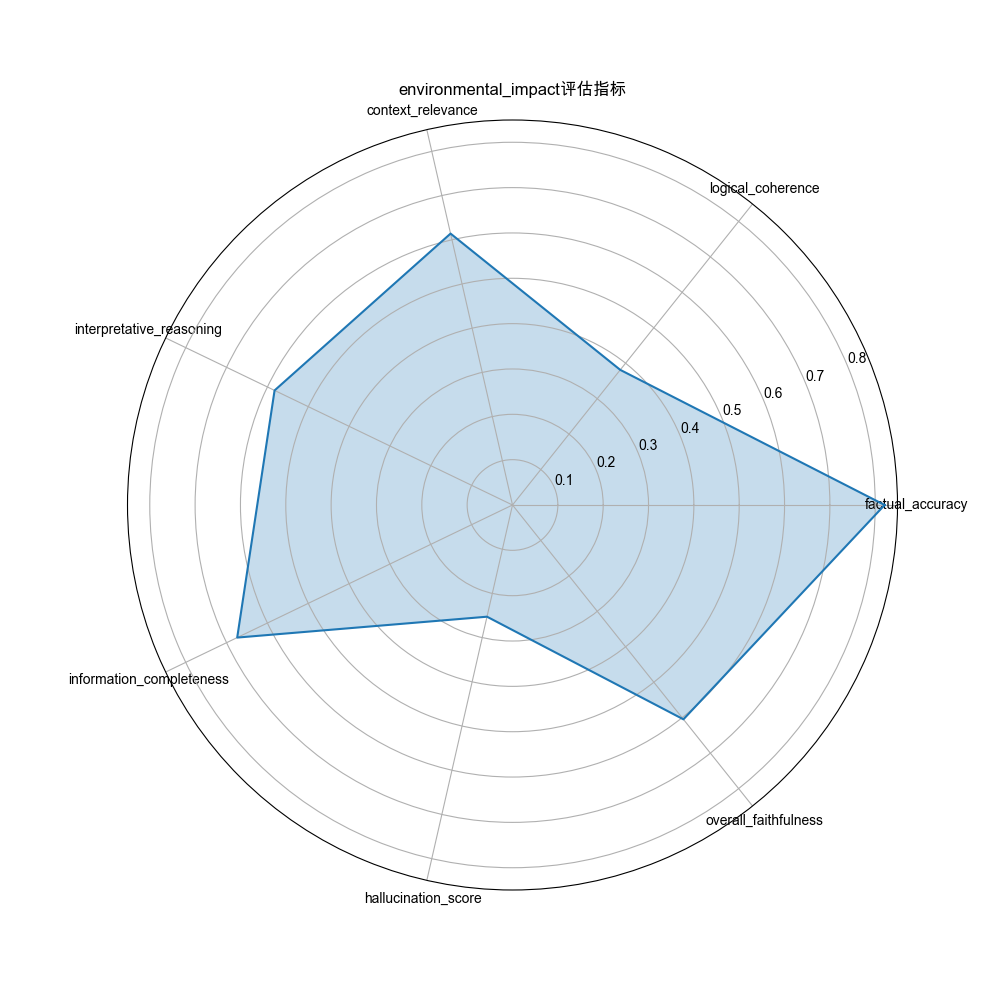 environmental_impact评估指标
context_relevance
logical_coherence
interpretative_reasoning
0.8
0.7
0.6
0.5
0.4
0.3
0.2
0.1
factual_accuracy
information_completeness
overall_faithfulness
hallucination_score